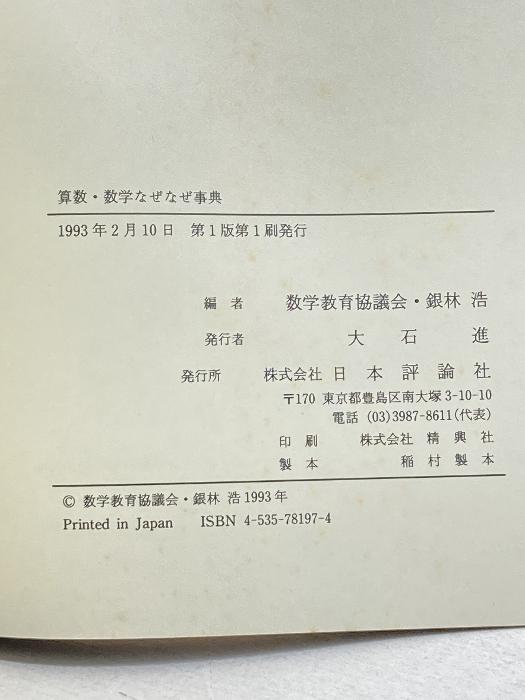 算数・数学なぜなぜ事典
1993年2月10日 第1版第1刷発行
編者 数学教育協議会・銀林 浩
発行者 大石 進
発行所 株式会社 日本評論社
〒170 東京都豊島区南大塚3-10-10
電話 (03)3987-8611(代表)
印刷 株式会社 精興社
製本 稲村製本
© 数学教育協議会・銀林 浩 1993年
Printed in Japan ISBN 4-535-78197-4